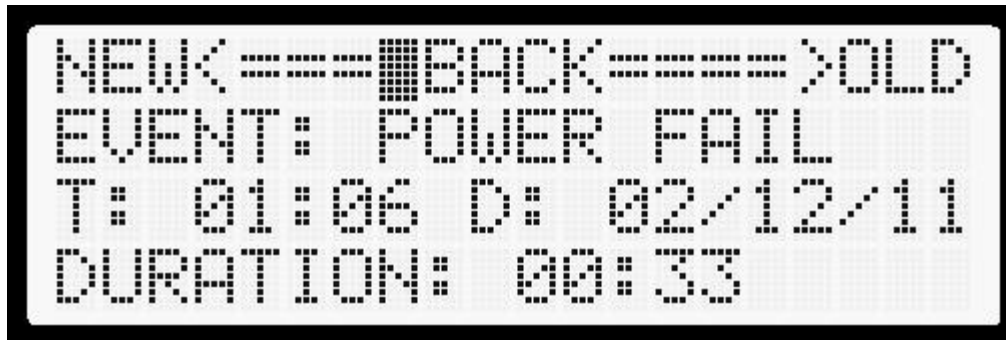 NEW<====█BACK=====>OLD
EVENT: POWER FAIL
T: 01:06 D: 02/12/11
DURATION: 00:33